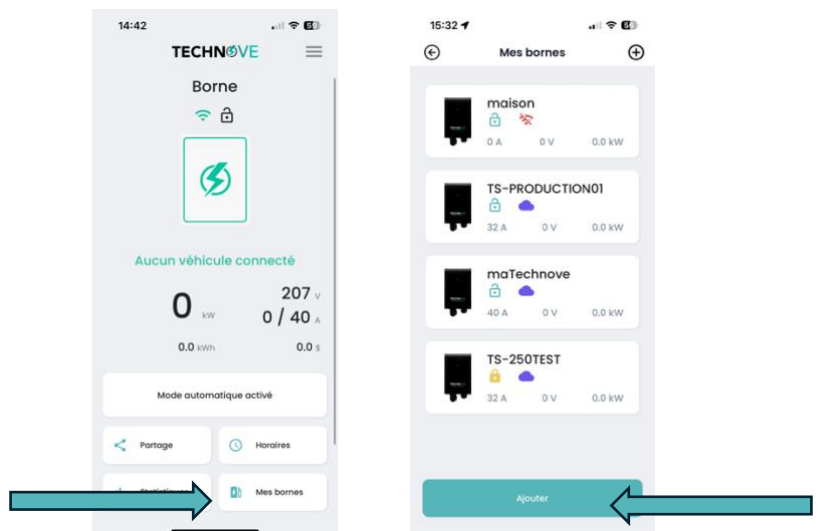 14:42
TECHNOVE
Borne
Aucun véhicule connecté
0 kW
207 V
0 / 40 A
0.0 kWh
0.0 $
Mode automatique activé
Partage
Horaires
Mes bornes
15:32
Mes bornes
maison
0 A 0 V 0.0 kW
TS-PRODUCTION01
32 A 0 V 0.0 kW
maTechnove
40 A 0 V 0.0 kW
TS-250TEST
32 A 0 V 0.0 kW
Ajouter